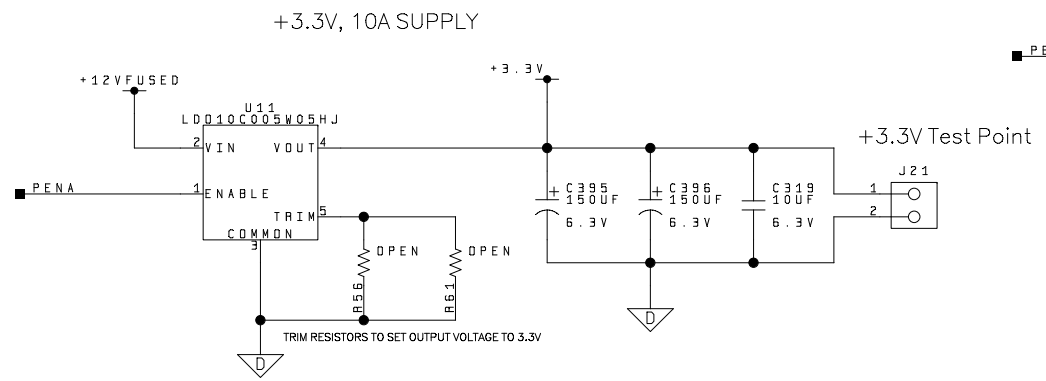 +3.3V, 10A SUPPLY
PE
+3.3V
+12VFUSED
U11
LDO10C005W05HJ
+3.3V Test Point
2 VIN VOUT 4
J21
PENA 1 ENABLE
C395 C396 C319 1
150UF 150UF 10UF
2
TRIM 5
6.3V 6.3V 6.3V
COMMON
3
OPEN OPEN
R56 R61
D
TRIM RESISTORS TO SET OUTPUT VOLTAGE TO 3.3V
D